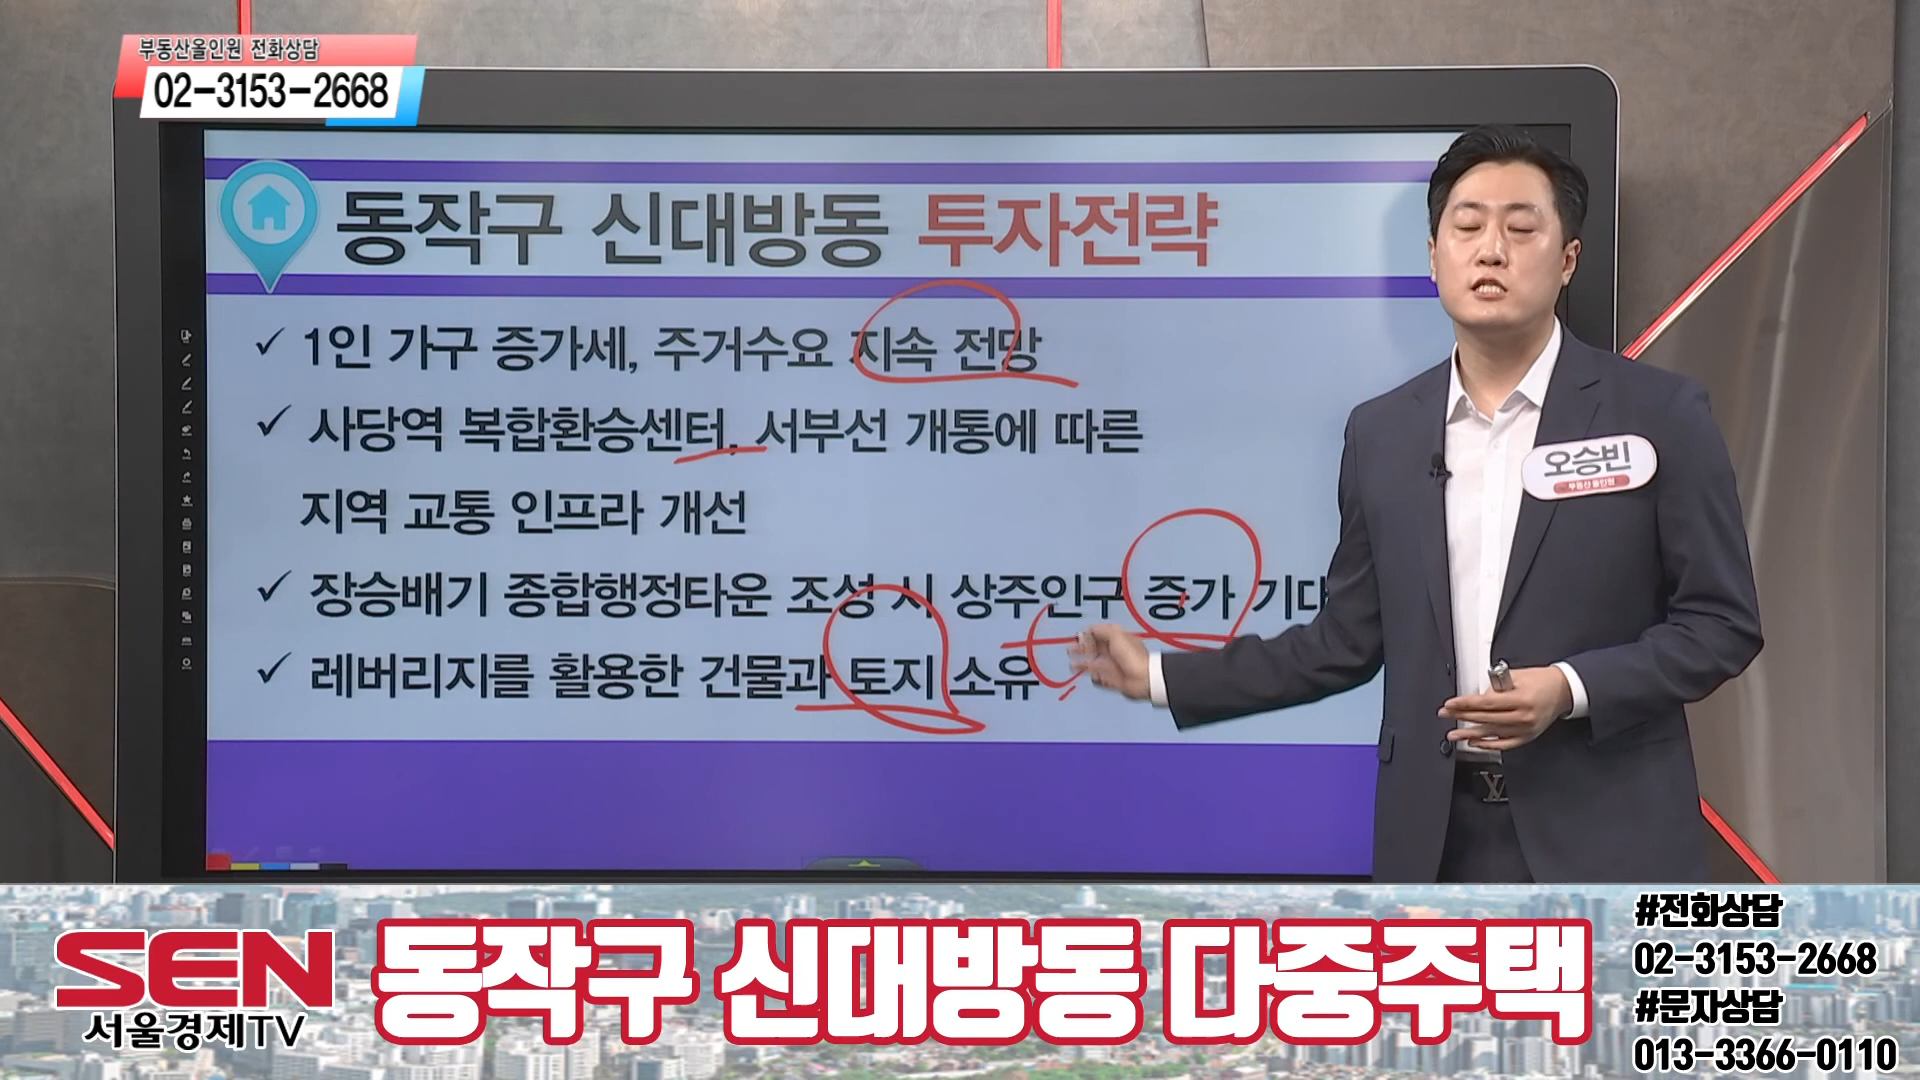 부동산올인원 전화상담
02-3153-2668
동작구 신대방동 투자전략
✓ 1인 가구 증가세, 주거수요 지속 전망
✓ 사당역 복합환승센터, 서부선 개통에 따른
지역 교통 인프라 개선
✓ 장승배기 종합행정타운 조성 시 상주인구 증가 기대
✓ 레버리지를 활용한 건물과 토지 소유
오승빈
부동산 올인원
SEN
서울경제TV
동작구 신대방동 다중주택
#전화상담
02-3153-2668
#문자상담
013-3366-0110